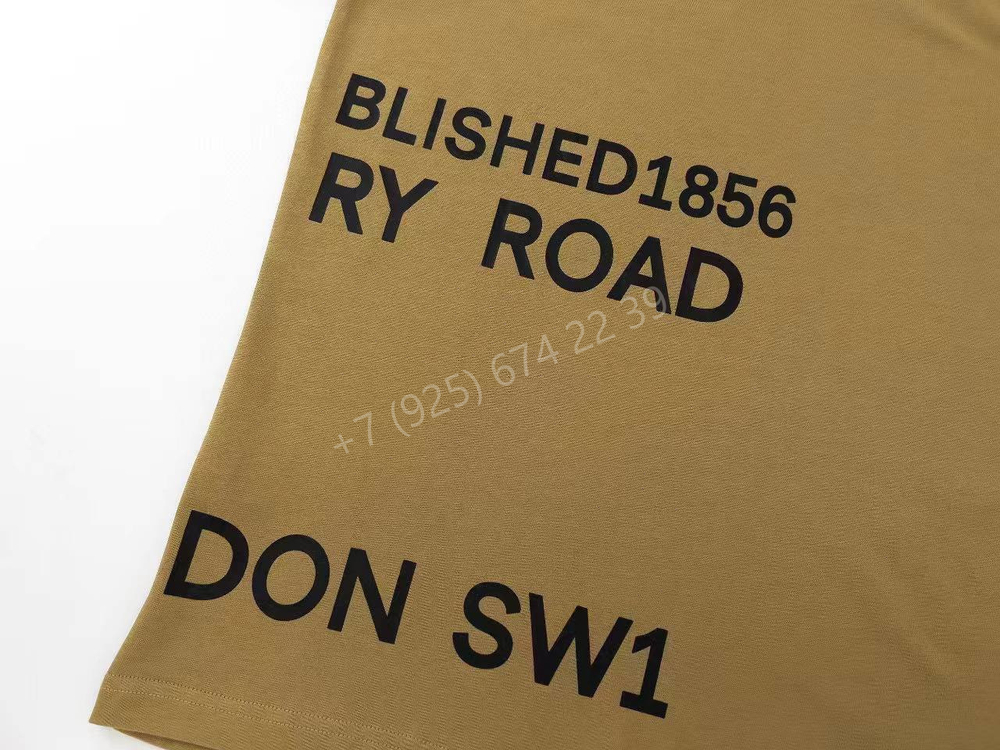 BLISHED1856
RY ROAD
+7 (925) 674 22 39
DON SW1